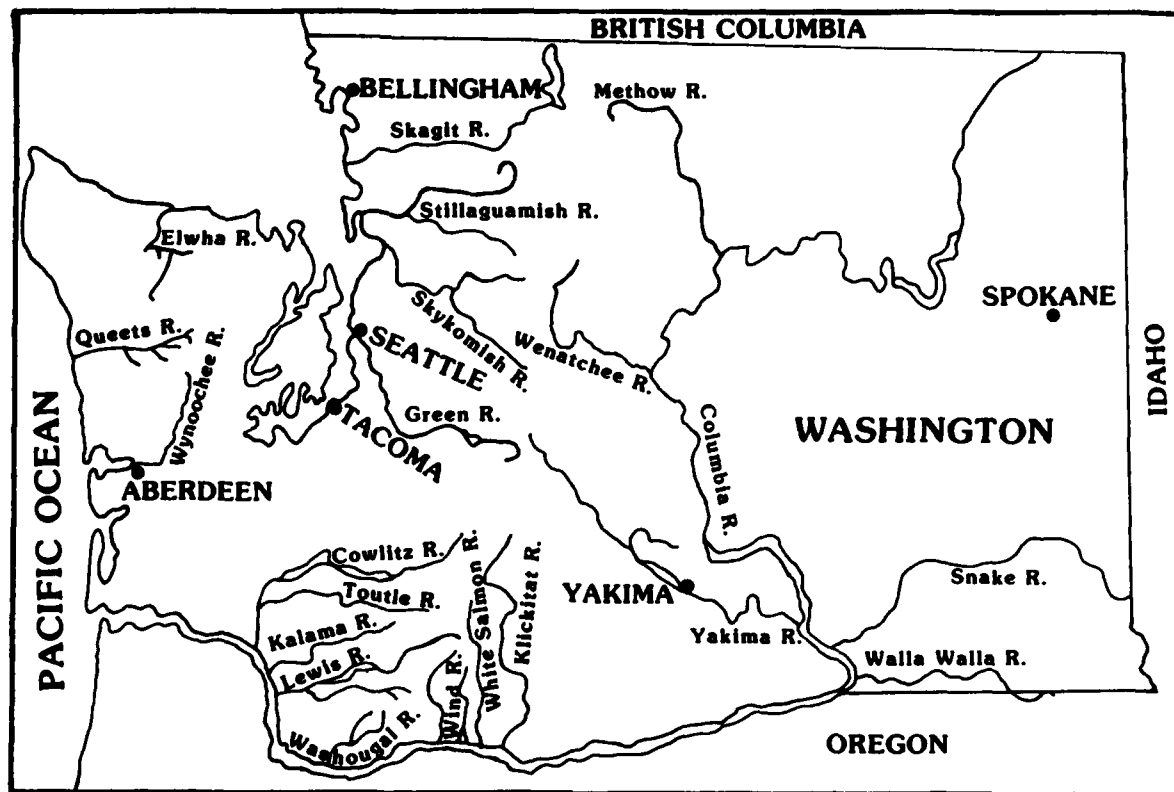 BRITISH COLUMBIA
BELLINGHAM
Methow R.
Skagit R.
Stillaguamish R.
Elwha R.
SPOKANE
Queets R.
Wynoochee R.
SEATTLE
Skykomish R.
Wenatchee R.
IDAHO
TACOMA
Green R.
Columbia R.
WASHINGTON
PACIFIC OCEAN
ABERDEEN
Cowlitz R.
Toutle R.
Kalama R.
Lewis R.
Washougal R.
Wind R.
White Salmon R.
Klickitat R.
YAKIMA
Yakima R.
Snake R.
Walla Walla R.
OREGON